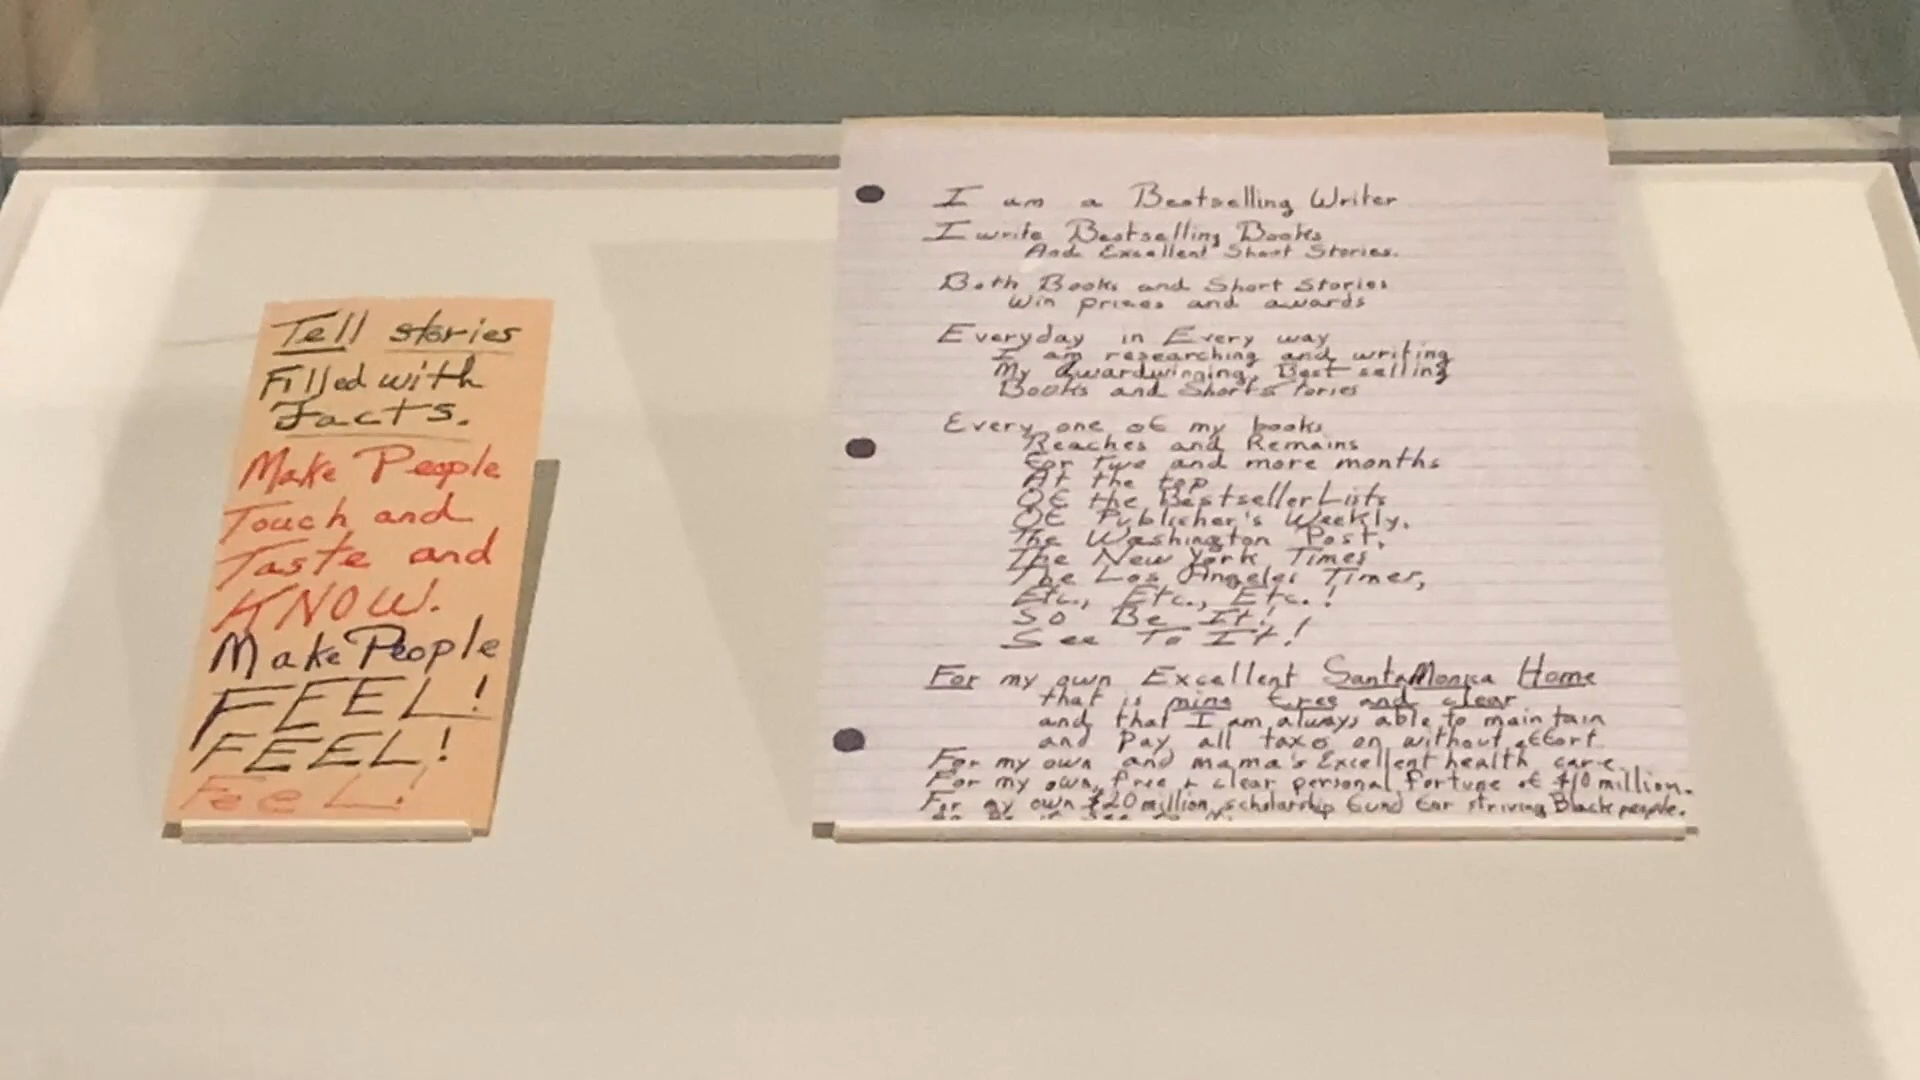 Tell stories
Filled with
Facts.
Make People
Touch and
Taste and
KNOW.
Make People
FEEL!
FEEL!
FeeL!
I am a Bestselling Writer
I write Bestselling Books
And Excellent Short Stories.
Both Books and Short Stories
win prizes and awards
Everyday in Every way
I am researching and writing
My Awardwinning, Best selling
Books and Short Stories
Every one of my books
Reaches and Remains
For two and more months
At the top
Of the Bestseller Lists
Of Publisher's Weekly,
The Washington Post,
The New York Times
The Los Angeles Times,
Etc., Etc., Etc.!
So Be It!
See To It!
For my own Excellent Santa Monica Home
that is mine free and clear
and that I am always able to maintain
and Pay all taxes on without effort
For my own and mama's Excellent health care
For my own, free & clear personal fortune of $10 million.
For my own $20 million, scholarship fund for striving Black people.